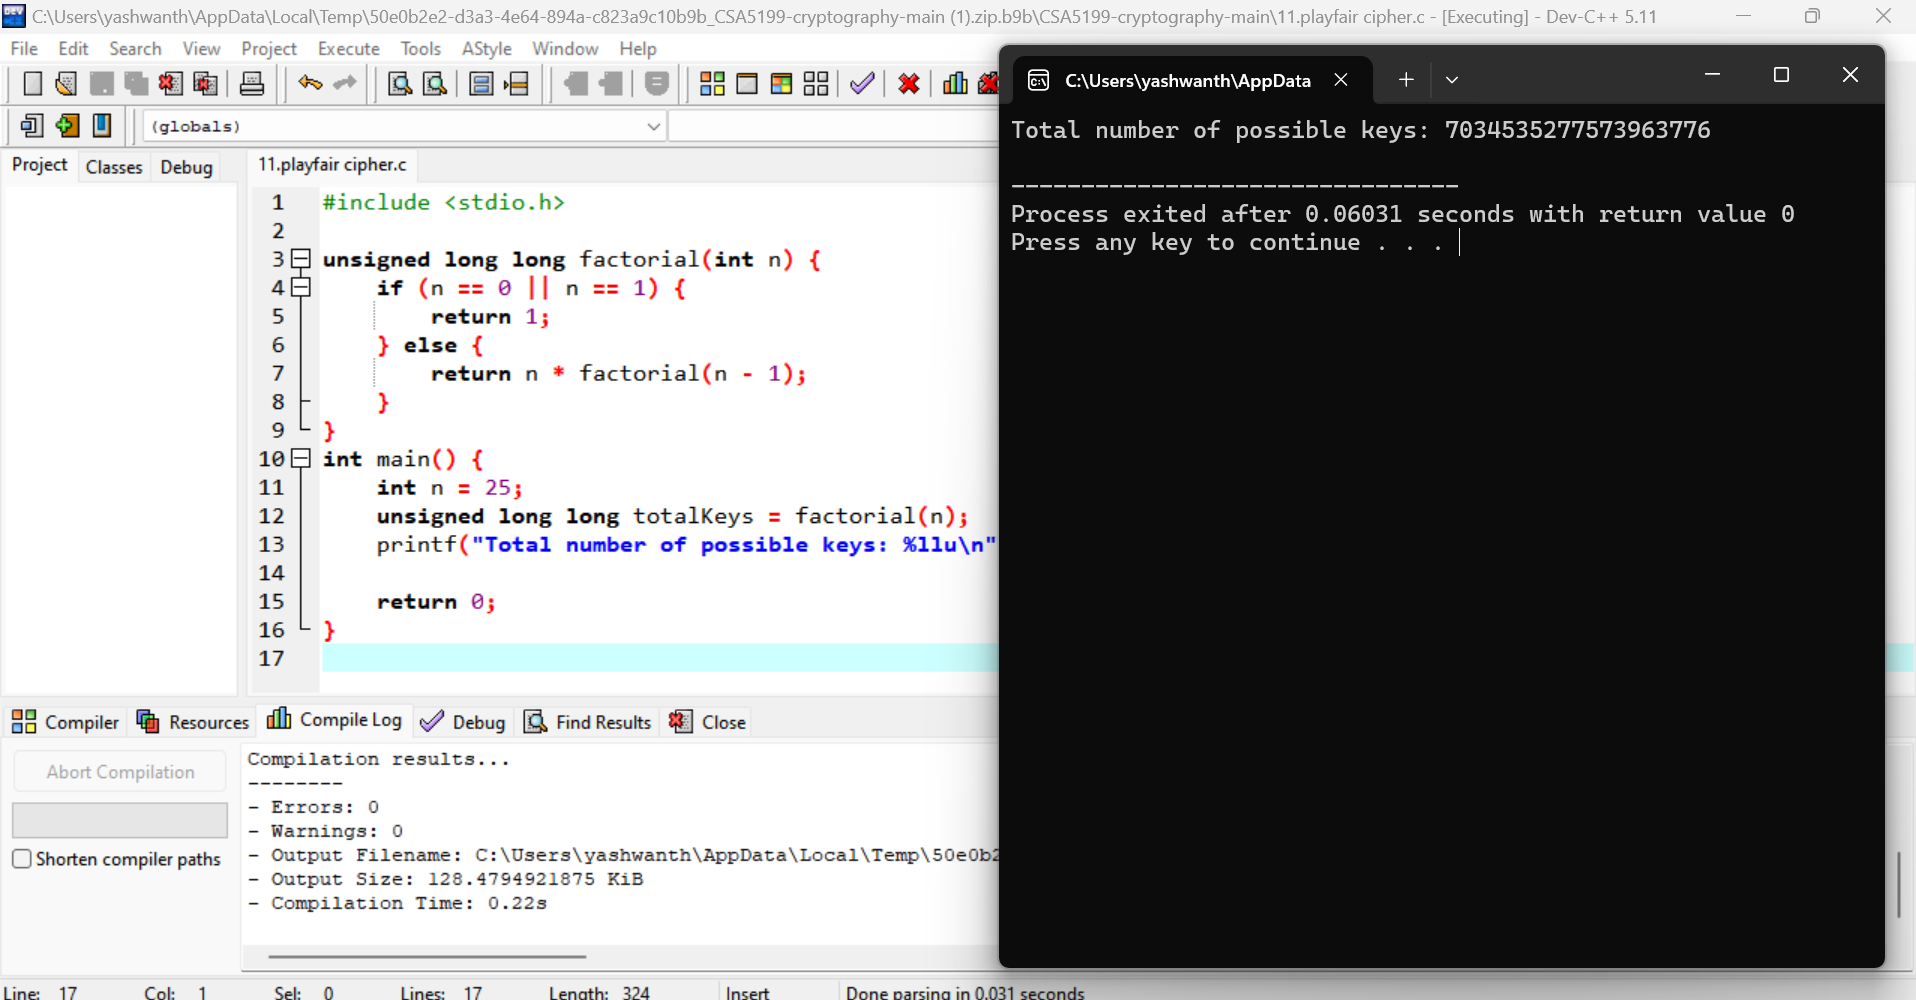 C:\Users\yashwanth\AppData\Local\Temp\50e0b2e2-d3a3-4e64-894a-c823a9c10b9b_CSA5199-cryptography-main (1).zip.b9b\CSA5199-cryptography-main\11.playfair cipher.c - [Executing] - Dev-C++ 5.11
File Edit Search View Project Execute Tools AStyle Window Help
(globals)
Project Classes Debug
11.playfair cipher.c
1 #include <stdio.h>
2
3 unsigned long long factorial(int n) {
4 if (n == 0 || n == 1) {
5 return 1;
6 } else {
7 return n * factorial(n - 1);
8 }
9 }
10 int main() {
11 int n = 25;
12 unsigned long long totalKeys = factorial(n);
13 printf("Total number of possible keys: %llu\n"
14
15 return 0;
16 }
17
C:\Users\yashwanth\AppData
Total number of possible keys: 7034535277573963776
--------------------------------
Process exited after 0.06031 seconds with return value 0
Press any key to continue . . .
Compiler Resources Compile Log Debug Find Results Close
Abort Compilation
Shorten compiler paths
Compilation results...
--------
- Errors: 0
- Warnings: 0
- Output Filename: C:\Users\yashwanth\AppData\Local\Temp\50e0b2
- Output Size: 128.4794921875 KiB
- Compilation Time: 0.22s
Line: 17 Col: 1 Sel: 0 Lines: 17 Length: 324 Insert Done parsing in 0.031 seconds